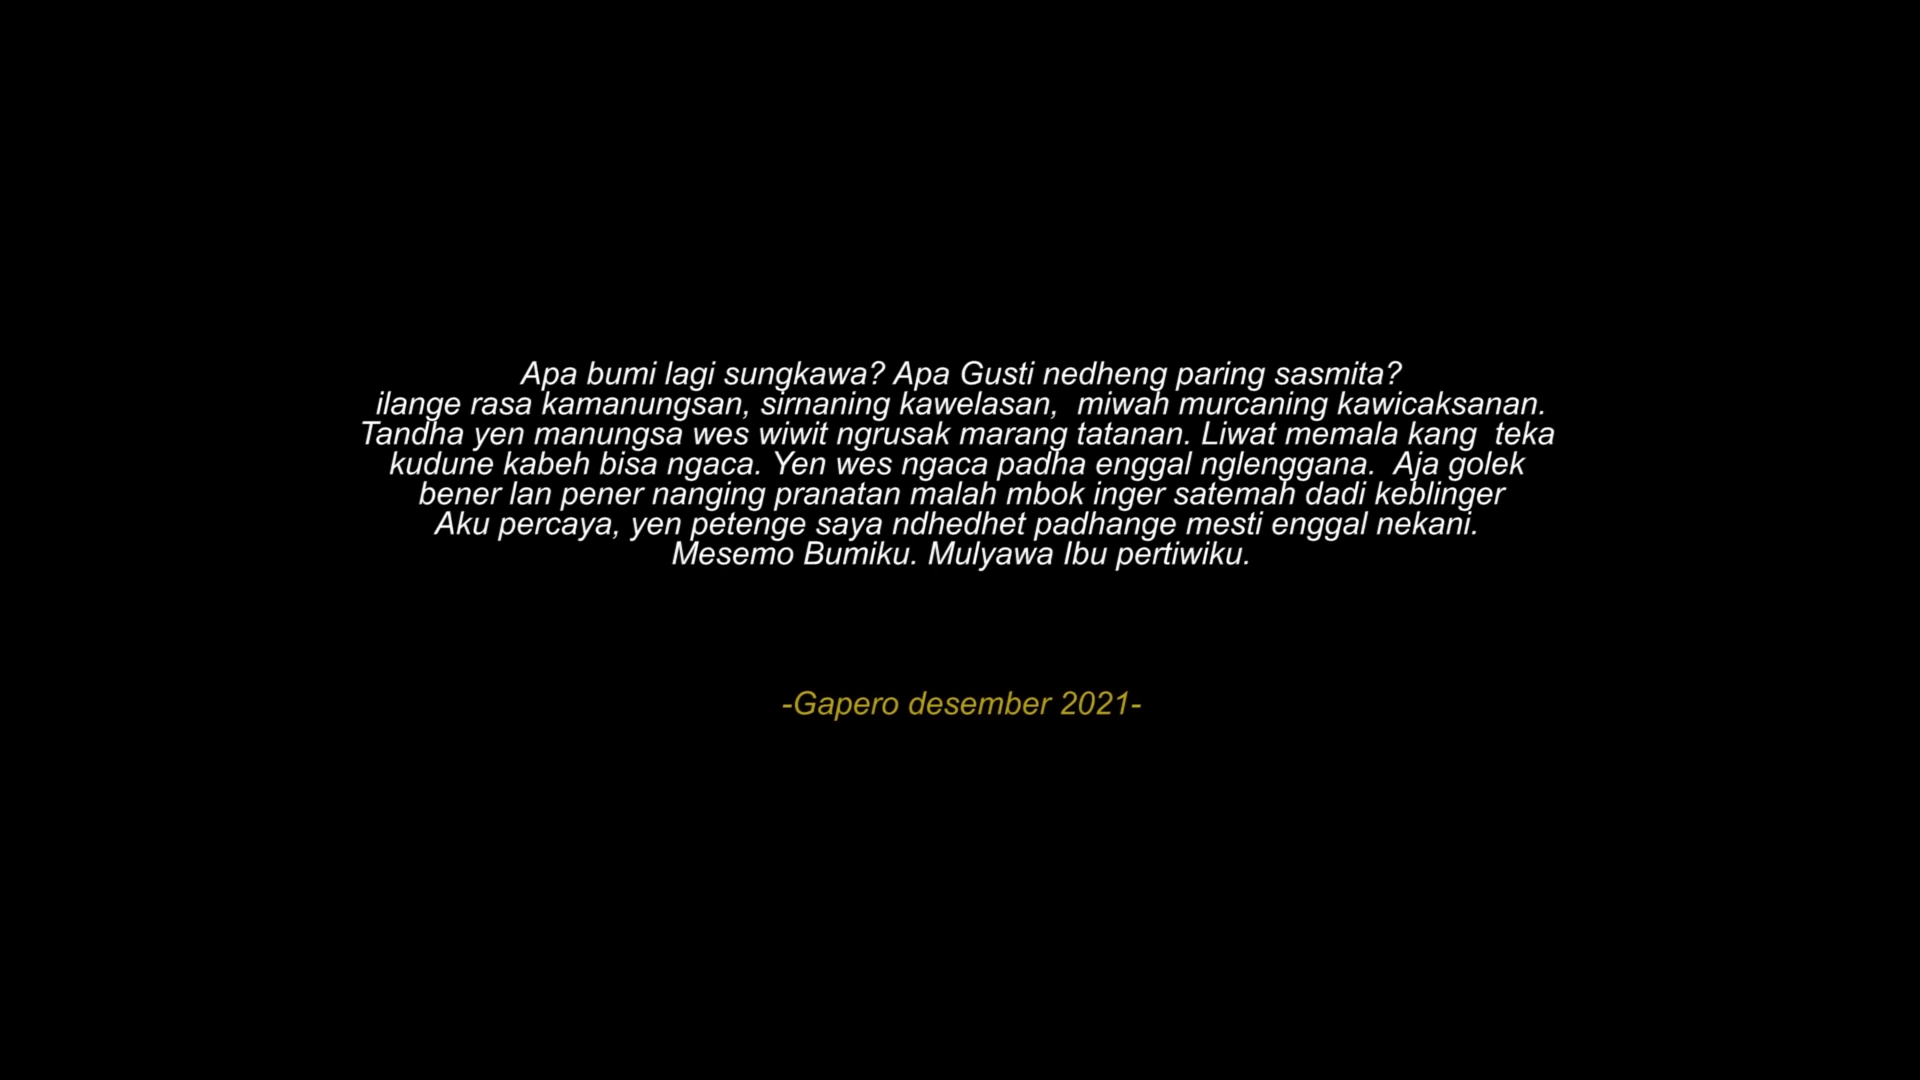 Apa bumi lagi sungkawa? Apa Gusti nedheng paring sasmita?
ilange rasa kamanungsan, sirnaning kawelasan,  miwah murcaning kawicaksanan.
Tandha yen manungsa wes wiwit ngrusak marang tatanan. Liwat memala kang  teka
kudune kabeh bisa ngaca. Yen wes ngaca padha enggal nglenggana.  Aja golek
bener lan pener nanging pranatan malah mbok inger satemah dadi keblinger
Aku percaya, yen petenge saya ndhedhet padhange mesti enggal nekani.
Mesemo Bumiku. Mulyawa Ibu pertiwiku.
-Gapero desember 2021-